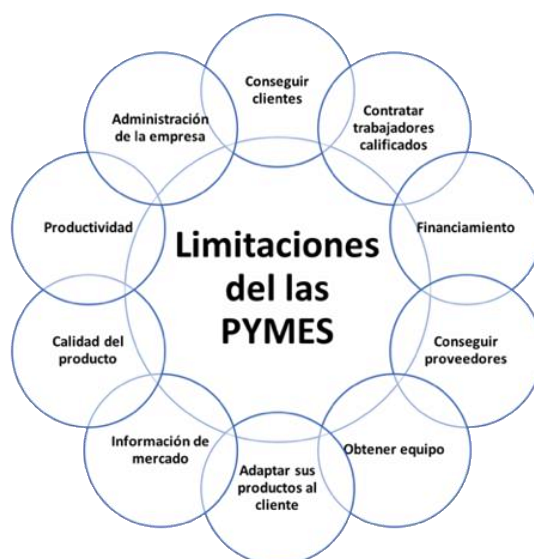 Conseguir
clientes
Contratar
trabajadores
calificados
Financiamiento
Conseguir
proveedores
Obtener equipo
Adaptar sus
productos al
cliente
Información de
mercado
Calidad del
producto
Productividad
Administración
de la empresa
Limitaciones
del las
PYMES